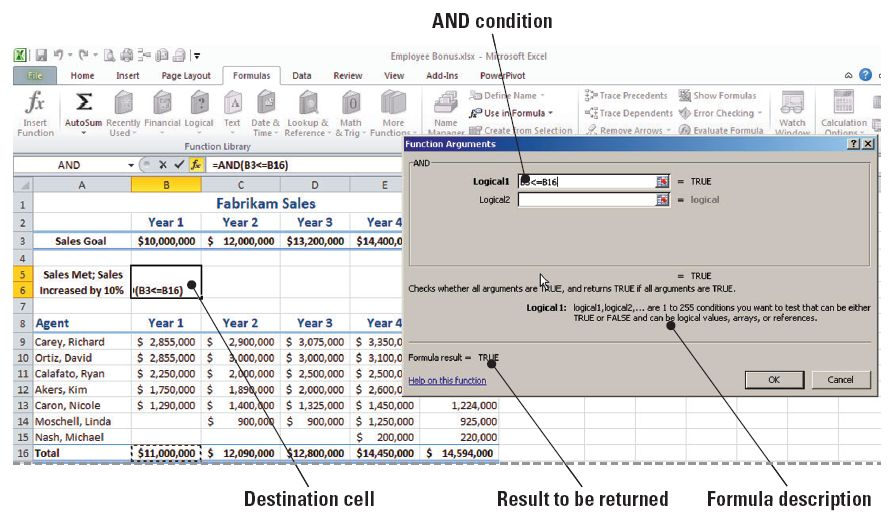 AND condition
Employee Bonus.xlsx - Microsoft Excel
File Home Insert Page Layout Formulas Data Review View Add-Ins PowerPivot
Insert Function
AutoSum
Recently Used
Financial
Logical
Text
Date & Time
Lookup & Reference
Math & Trig
More Functions
Name Manager
Define Name
Use in Formula
Create from Selection
Trace Precedents
Trace Dependents
Remove Arrows
Show Formulas
Error Checking
Evaluate Formula
Watch Window
Calculation Options
Function Library
AND =AND(B3<=B16)
Function Arguments
AND
Logical1 B3<=B16 = TRUE
Logical2 = logical
= TRUE
Checks whether all arguments are TRUE, and returns TRUE if all arguments are TRUE.
Logical1: logical1,logical2,... are 1 to 255 conditions you want to test that can be either
TRUE or FALSE and can be logical values, arrays, or references.
Formula result = TRUE
Help on this function
OK Cancel
A B C D E
1 Fabrikam Sales
2 Year 1 Year 2 Year 3 Year 4
3 Sales Goal $10,000,000 $ 12,000,000 $13,200,000 $14,400,0
4
5 Sales Met; Sales
6 Increased by 10% (B3<=B16)
7
8 Agent Year 1 Year 2 Year 3 Year 4
9 Carey, Richard $ 2,855,000 $ 2,900,000 $ 3,075,000 $ 3,350,0
10 Ortiz, David $ 2,855,000 $ 3,000,000 $ 3,000,000 $ 3,100,0
11 Calafato, Ryan $ 2,250,000 $ 2,000,000 $ 2,500,000 $ 2,500,0
12 Akers, Kim $ 1,750,000 $ 1,890,000 $ 2,000,000 $ 2,600,0
13 Caron, Nicole $ 1,290,000 $ 1,400,000 $ 1,325,000 $ 1,450,000 1,224,000
14 Moschell, Linda $ 900,000 $ 900,000 $ 1,250,000 925,000
15 Nash, Michael $ 200,000 220,000
16 Total $11,000,000 $ 12,090,000 $12,800,000 $14,450,000 $ 14,594,000
Destination cell
Result to be returned
Formula description